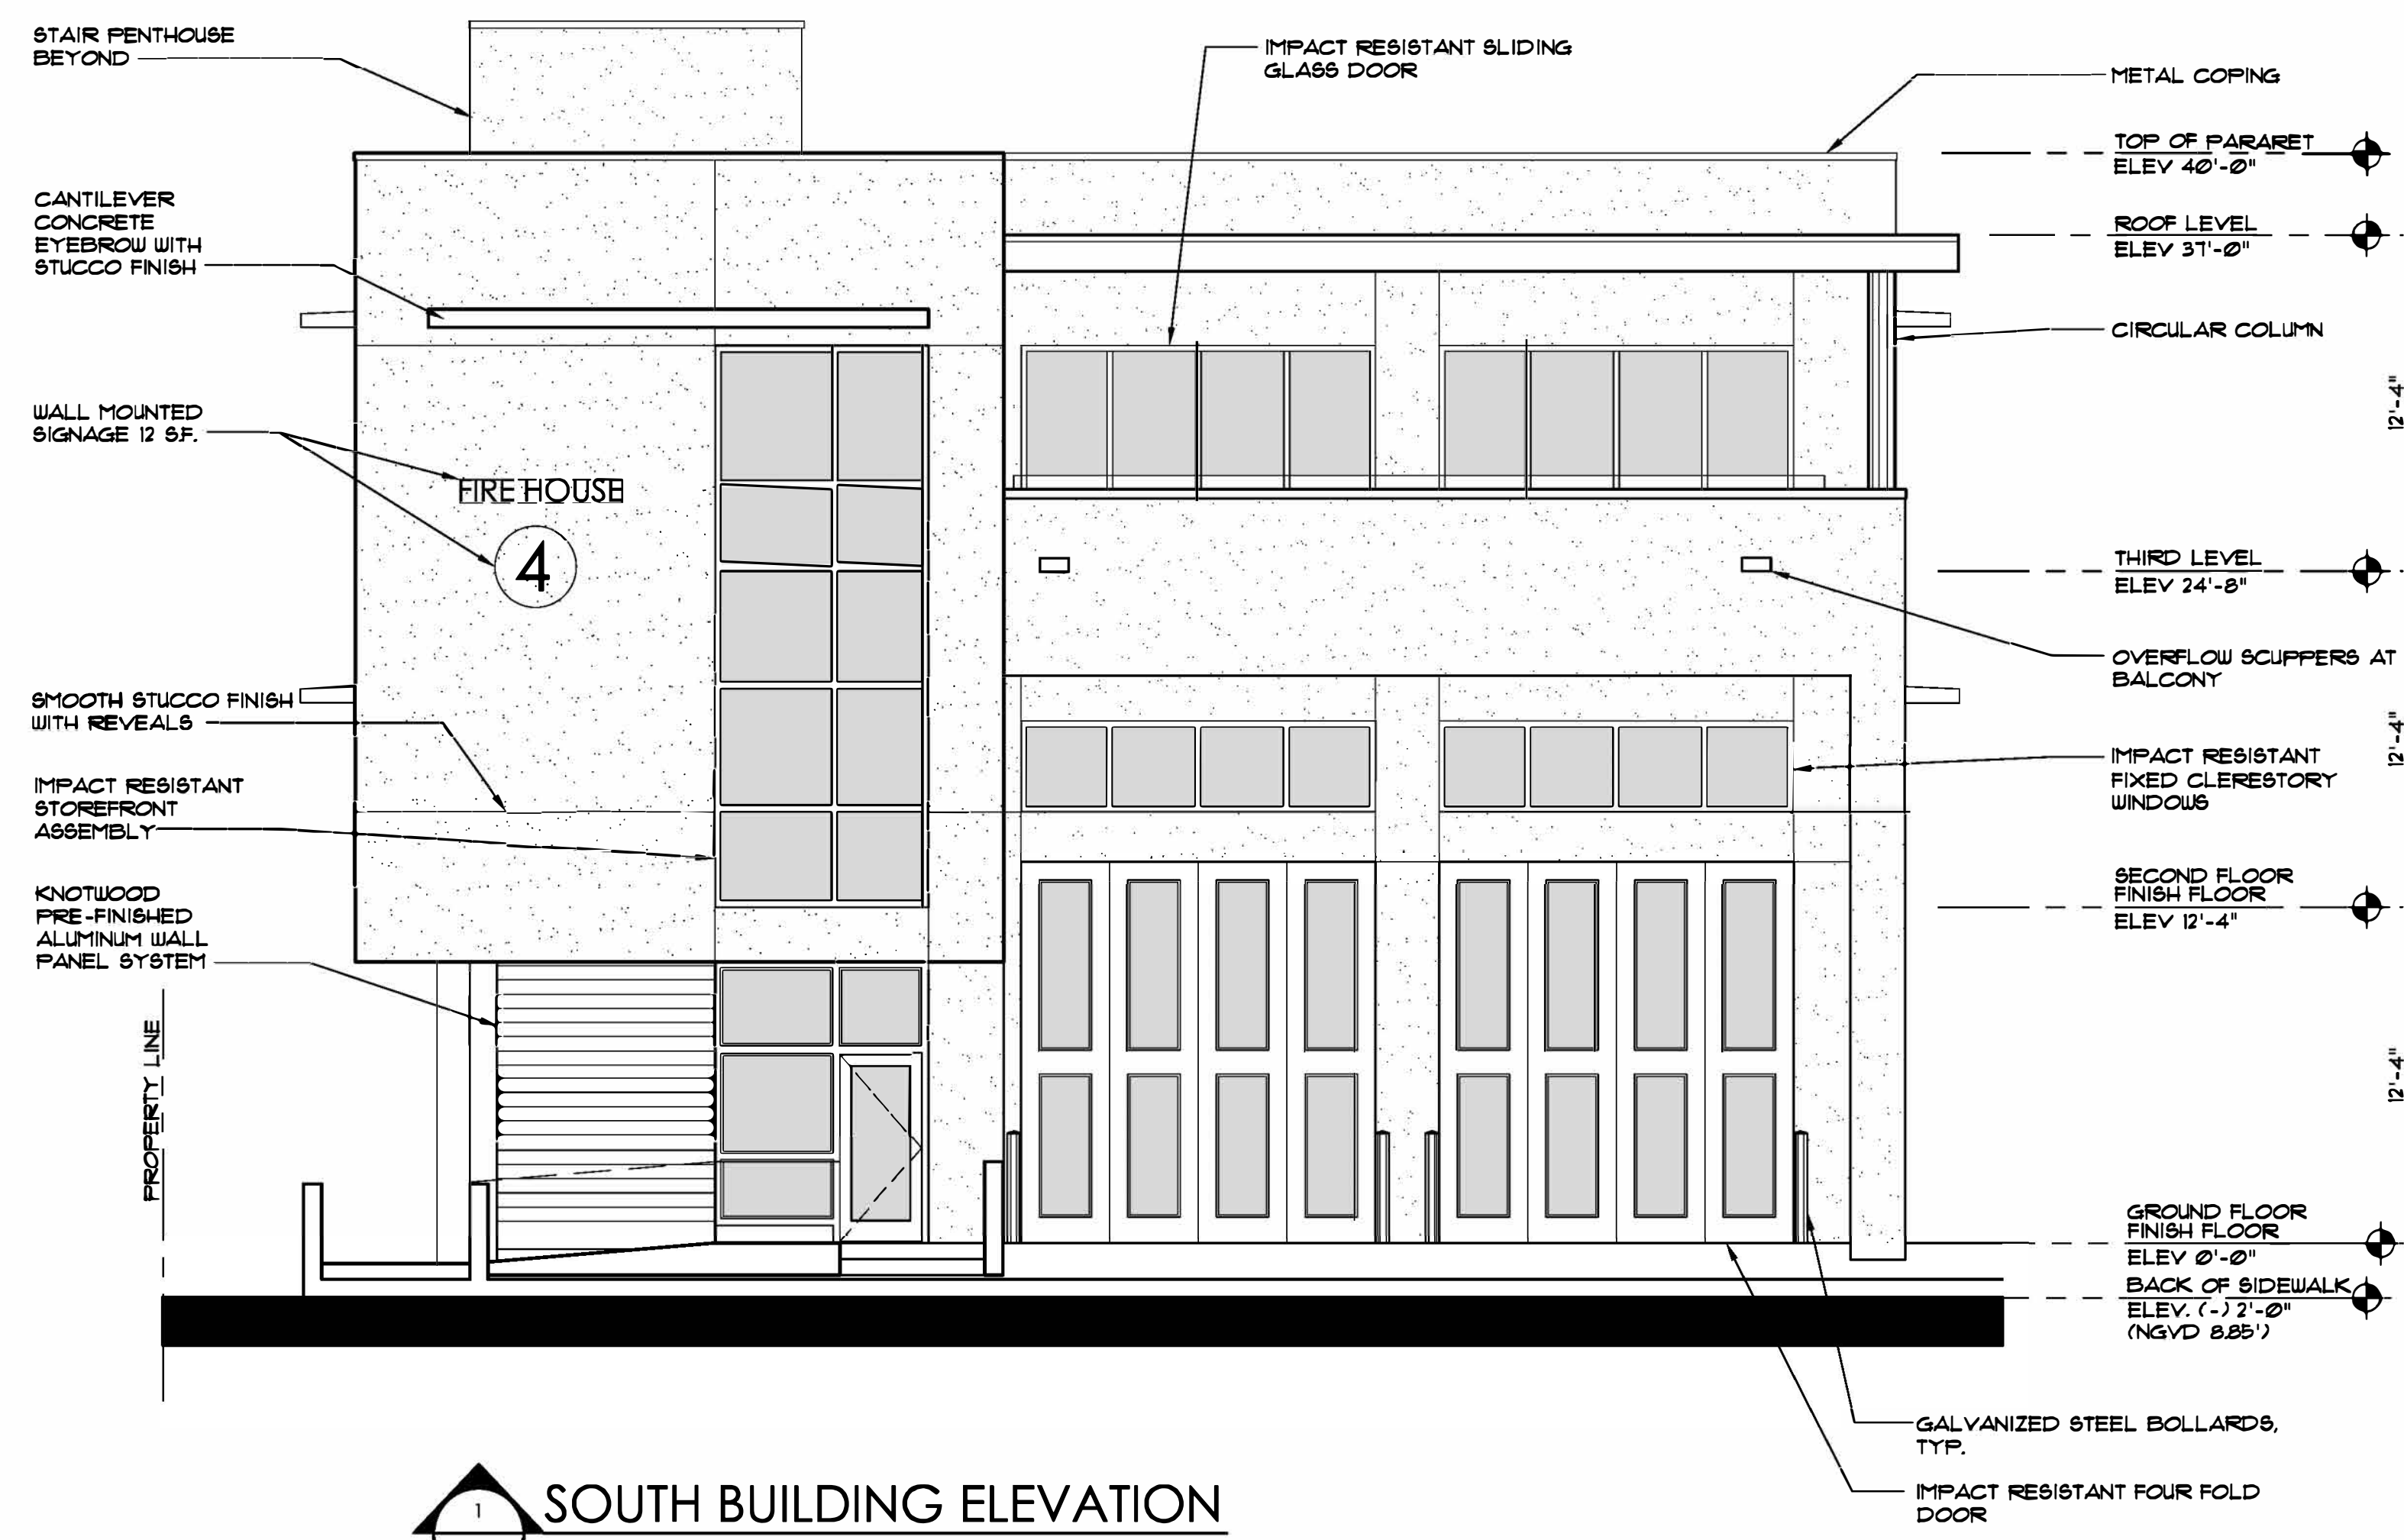 STAIR PENTHOUSE
BEYOND
CANTILEVER
CONCRETE
EYEBROW WITH
STUCCO FINISH
WALL MOUNTED
SIGNAGE 12 S.F.
SMOOTH STUCCO FINISH
WITH REVEALS
IMPACT RESISTANT
STOREFRONT
ASSEMBLY
KNOTWOOD
PRE-FINISHED
ALUMINUM WALL
PANEL SYSTEM
PROPERTY LINE
FIRE HOUSE
4
IMPACT RESISTANT SLIDING
GLASS DOOR
METAL COPING
TOP OF PARARET
ELEV 40'-0"
ROOF LEVEL
ELEV 37'-0"
CIRCULAR COLUMN
12'-4"
THIRD LEVEL
ELEV 24'-8"
OVERFLOW SCUPPERS AT
BALCONY
12'-4"
IMPACT RESISTANT
FIXED CLERESTORY
WINDOWS
SECOND FLOOR
FINISH FLOOR
ELEV 12'-4"
12'-4"
GROUND FLOOR
FINISH FLOOR
ELEV 0'-0"
BACK OF SIDEWALK
ELEV. (-) 2'-0"
(NGVD 8.85')
GALVANIZED STEEL BOLLARDS,
TYP.
IMPACT RESISTANT FOUR FOLD
DOOR
1
SOUTH BUILDING ELEVATION